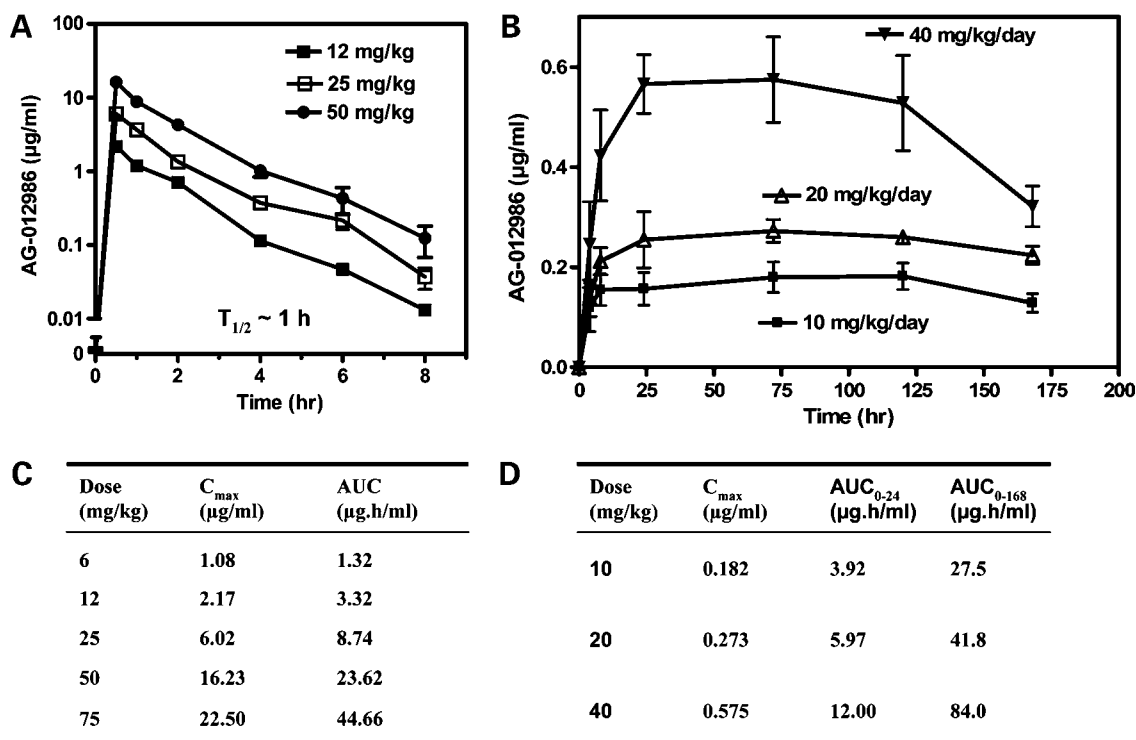 A
AG-012986 (µg/ml)
100
10
1
0.1
0.01
0
12 mg/kg
25 mg/kg
50 mg/kg
T1/2 ~ 1 h
0 2 4 6 8
Time (hr)
B
AG-012986 (µg/ml)
0.6
0.4
0.2
0.0
40 mg/kg/day
20 mg/kg/day
10 mg/kg/day
0 25 50 75 100 125 150 175 200
Time (hr)
C
Dose Cmax AUC
(mg/kg) (µg/ml) (µg.h/ml)
6 1.08 1.32
12 2.17 3.32
25 6.02 8.74
50 16.23 23.62
75 22.50 44.66
D
Dose Cmax AUC0-24 AUC0-168
(mg/kg) (µg/ml) (µg.h/ml) (µg.h/ml)
10 0.182 3.92 27.5
20 0.273 5.97 41.8
40 0.575 12.00 84.0